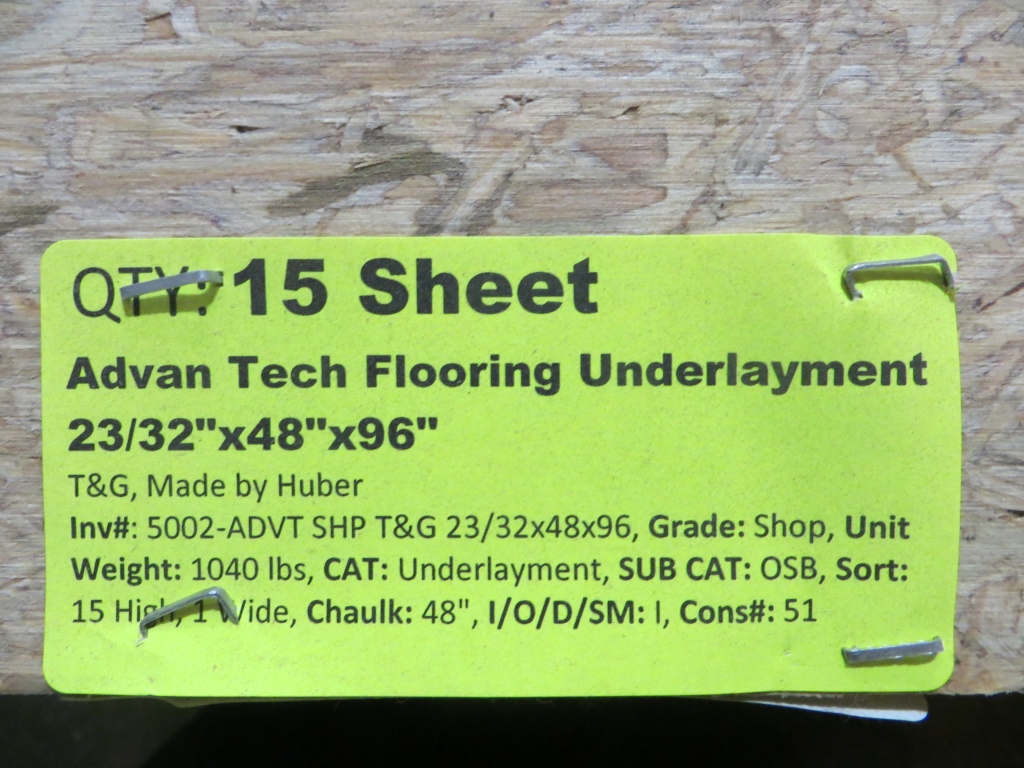 QTY: 15 Sheet
Advan Tech Flooring Underlayment
23/32"x48"x96"
T&G, Made by Huber
Inv#: 5002-ADVT SHP T&G 23/32x48x96, Grade: Shop, Unit
Weight: 1040 lbs, CAT: Underlayment, SUB CAT: OSB, Sort:
15 High, 1 Wide, Chaulk: 48", I/O/D/SM: I, Cons#: 51